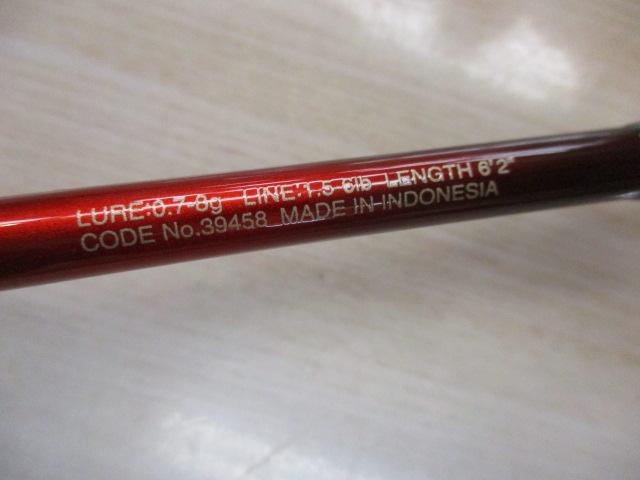 LURE:0.7-8g LINE:1.5-6lb LENGTH 6'2"
CODE No.39458 MADE IN INDONESIA